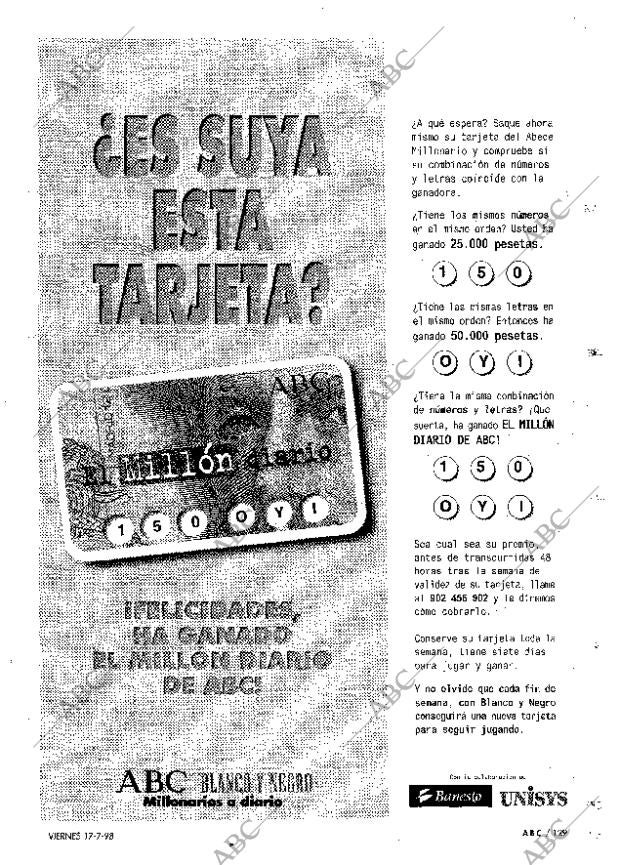 ¿ES SUYA
ESTA
TARJETA?
ABC
El Millón diario
1 5 0 O Y I
¡FELICIDADES,
HA GANADO
EL MILLÓN DIARIO
DE ABC!
ABC BLANCO Y NEGRO
Millonarios a diario
¿A qué espera? Saque ahora
mismo su tarjeta del Abece
Millonario y compruebe si
su combinación de números
y letras coincide con la
ganadora.
¿Tiene los mismos números
en el mismo orden? Usted ha
ganado 25.000 pesetas.
1 5 0
¿Tiene las mismas letras en
el mismo orden? Entonces ha
ganado 50.000 pesetas.
O Y I
¿Tiene la misma combinación
de números y letras? ¡Qué
suerte, ha ganado EL MILLÓN
DIARIO DE ABC!
1 5 0
O Y I
Sea cual sea su premio,
antes de transcurridas 48
horas tras la semana de
validez de su tarjeta, llame
al 902 456 902 y le diremos
cómo cobrarlo.
Conserve su tarjeta toda la
semana, tiene siete días
para jugar y ganar.
Y no olvide que cada fin de
semana, con Blanco y Negro
conseguirá una nueva tarjeta
para seguir jugando.
Con la colaboración de
Banesto UNISYS
VIERNES 17-7-98
ABC / 129